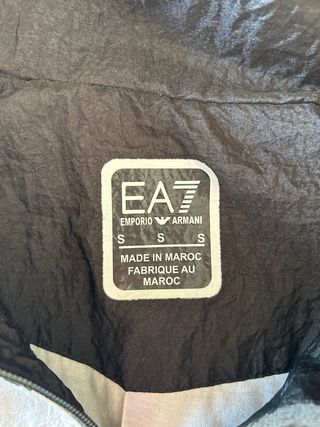 EA7
EMPORIO ARMANI
S S S
MADE IN MAROC
FABRIQUE AU
MAROC